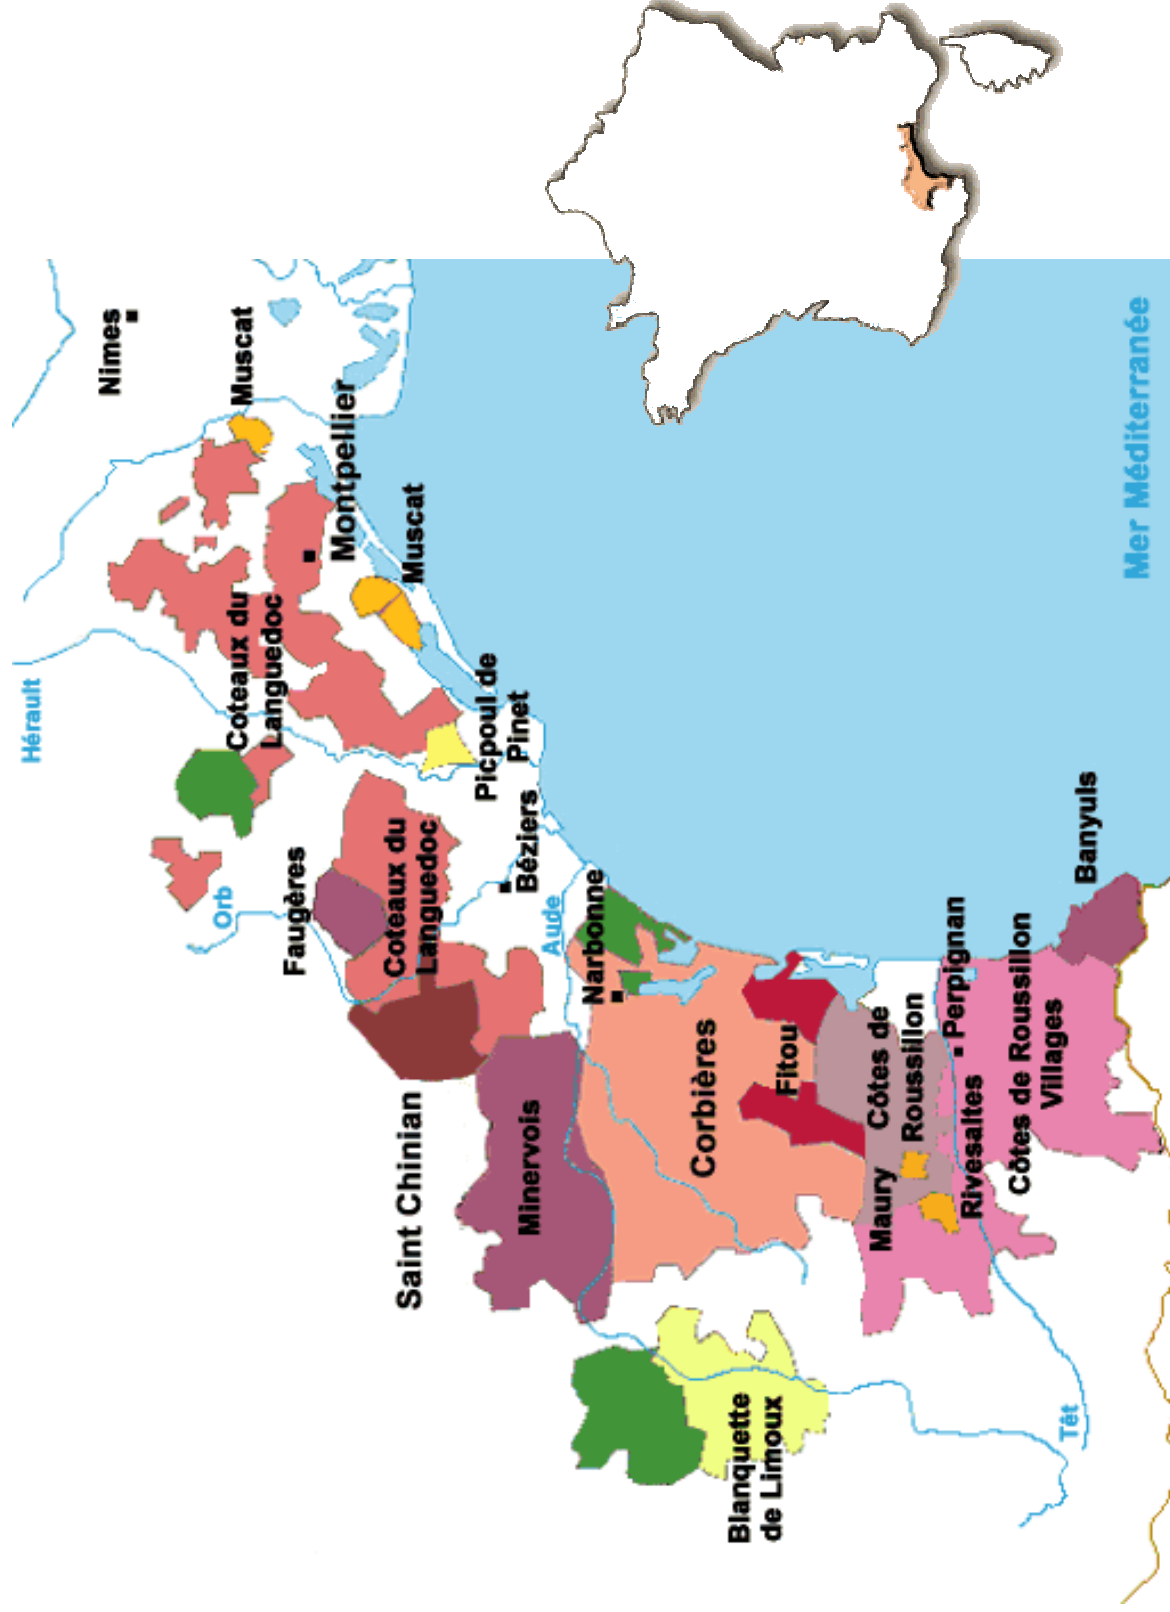 Nimes
Muscat
Montpellier
Muscat
Hérault
Coteaux du
Languedoc
Picpoul de
Pinet
Orb
Faugères
Coteaux du
Languedoc
Béziers
Aude
Narbonne
Saint Chinian
Minervois
Corbières
Fitou
Côtes de
Roussillon
Maury
Rivesaltes
Perpignan
Côtes de Roussillon
Villages
Banyuls
Blanquette
de Limoux
Têt
Mer Méditerranée